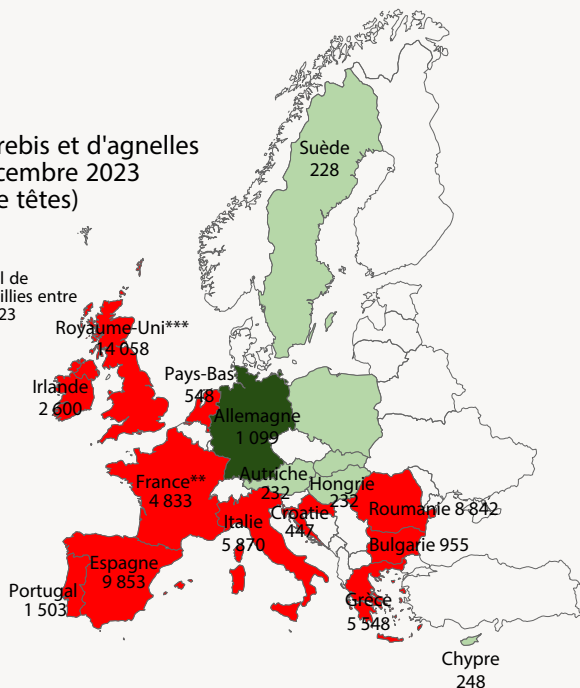 rebis et d'agnelles
cembre 2023
e têtes)
l de
illies entre
23
Suède
228
Royaume-Uni***
14 058
Irlande
2 600
Pays-Bas
548
Allemagne
1 099
Autriche
232
Hongrie
232
France**
4 833
Croatie
447
Italie
5 870
Roumanie 8 842
Bulgarie 955
Espagne
9 853
Portugal
1 503
Grèce
5 548
Chypre
248